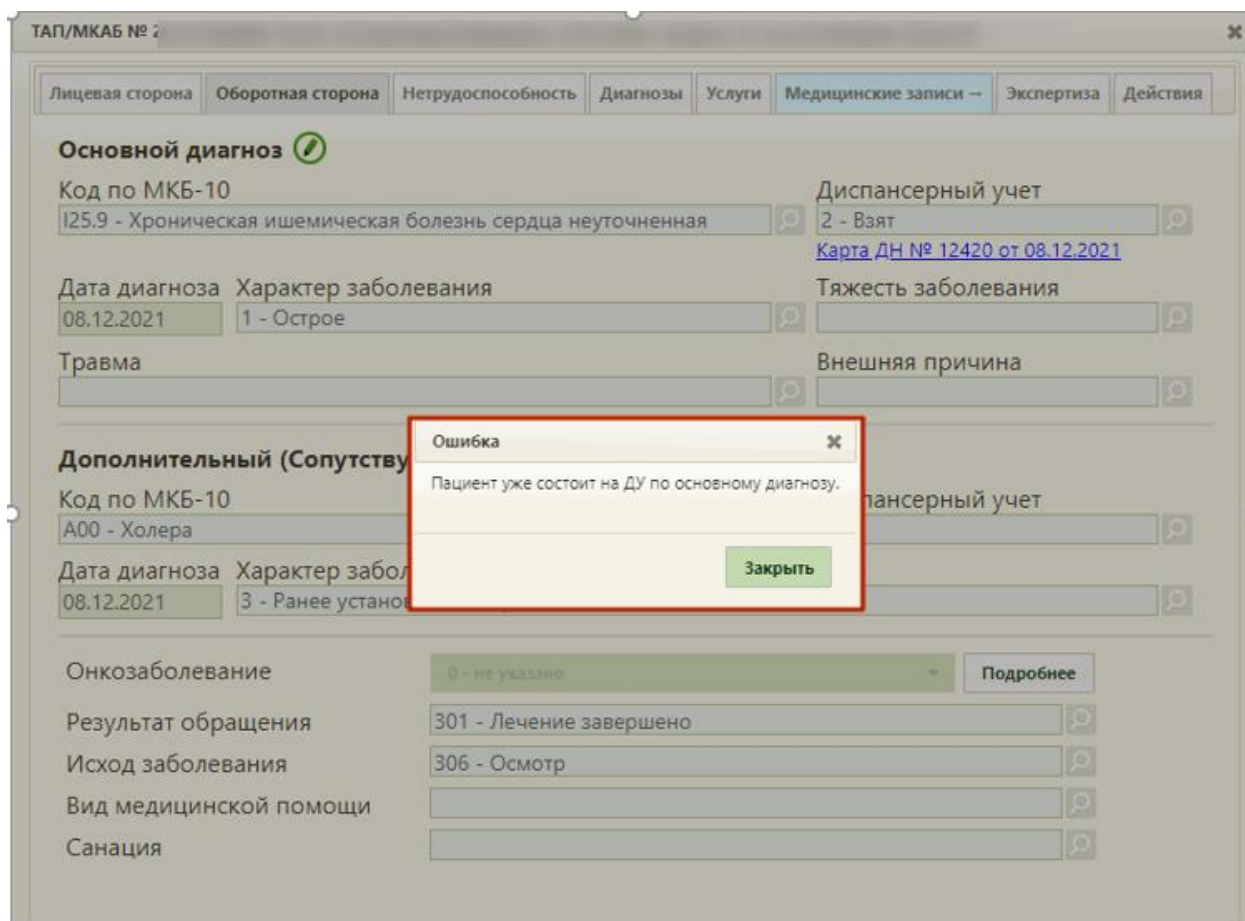 ТАП/МКАБ №
Лицевая сторона Оборотная сторона Нетрудоспособность Диагнозы Услуги Медицинские записи → Экспертиза Действия
Основной диагноз
Код по МКБ-10 Диспансерный учет
I25.9 - Хроническая ишемическая болезнь сердца неуточненная 2 - Взят
Карта ДН № 12420 от 08.12.2021
Дата диагноза Характер заболевания Тяжесть заболевания
08.12.2021 1 - Острое
Травма Внешняя причина
Ошибка
Дополнительный (Сопутству
Пациент уже состоит на ДУ по основному диагнозу.
Код по МКБ-10 пансерный учет
A00 - Холера
Закрыть
Дата диагноза Характер забол
08.12.2021 3 - Ранее устано
Онкозаболевание 0 - не указано Подробнее
Результат обращения 301 - Лечение завершено
Исход заболевания 306 - Осмотр
Вид медицинской помощи
Санация